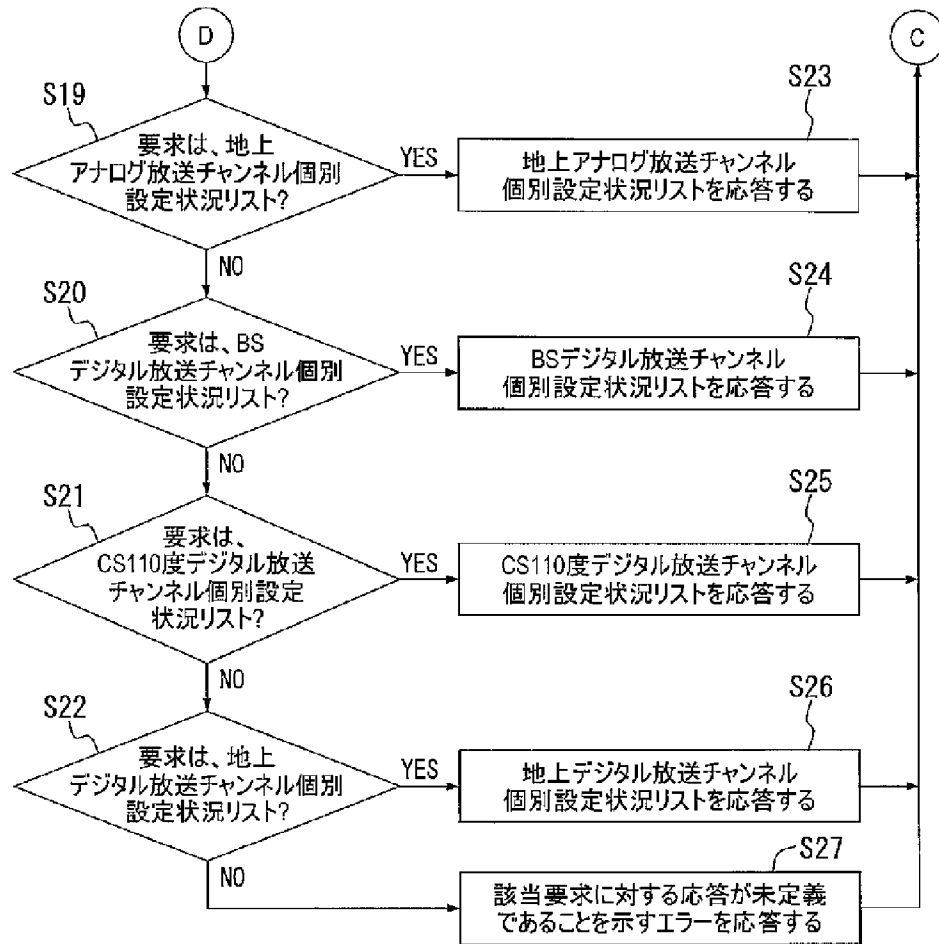 D
C
S19
要求は、地上
アナログ放送チャンネル個別
設定状況リスト?
YES
S23
地上アナログ放送チャンネル
個別設定状況リストを応答する
NO
S20
要求は、BS
デジタル放送チャンネル個別
設定状況リスト?
YES
S24
BSデジタル放送チャンネル
個別設定状況リストを応答する
NO
S21
要求は、
CS110度デジタル放送
チャンネル個別設定
状況リスト?
YES
S25
CS110度デジタル放送チャンネル
個別設定状況リストを応答する
NO
S22
要求は、地上
デジタル放送チャンネル個別
設定状況リスト?
YES
S26
地上デジタル放送チャンネル
個別設定状況リストを応答する
NO
S27
該当要求に対する応答が未定義
であることを示すエラーを応答する